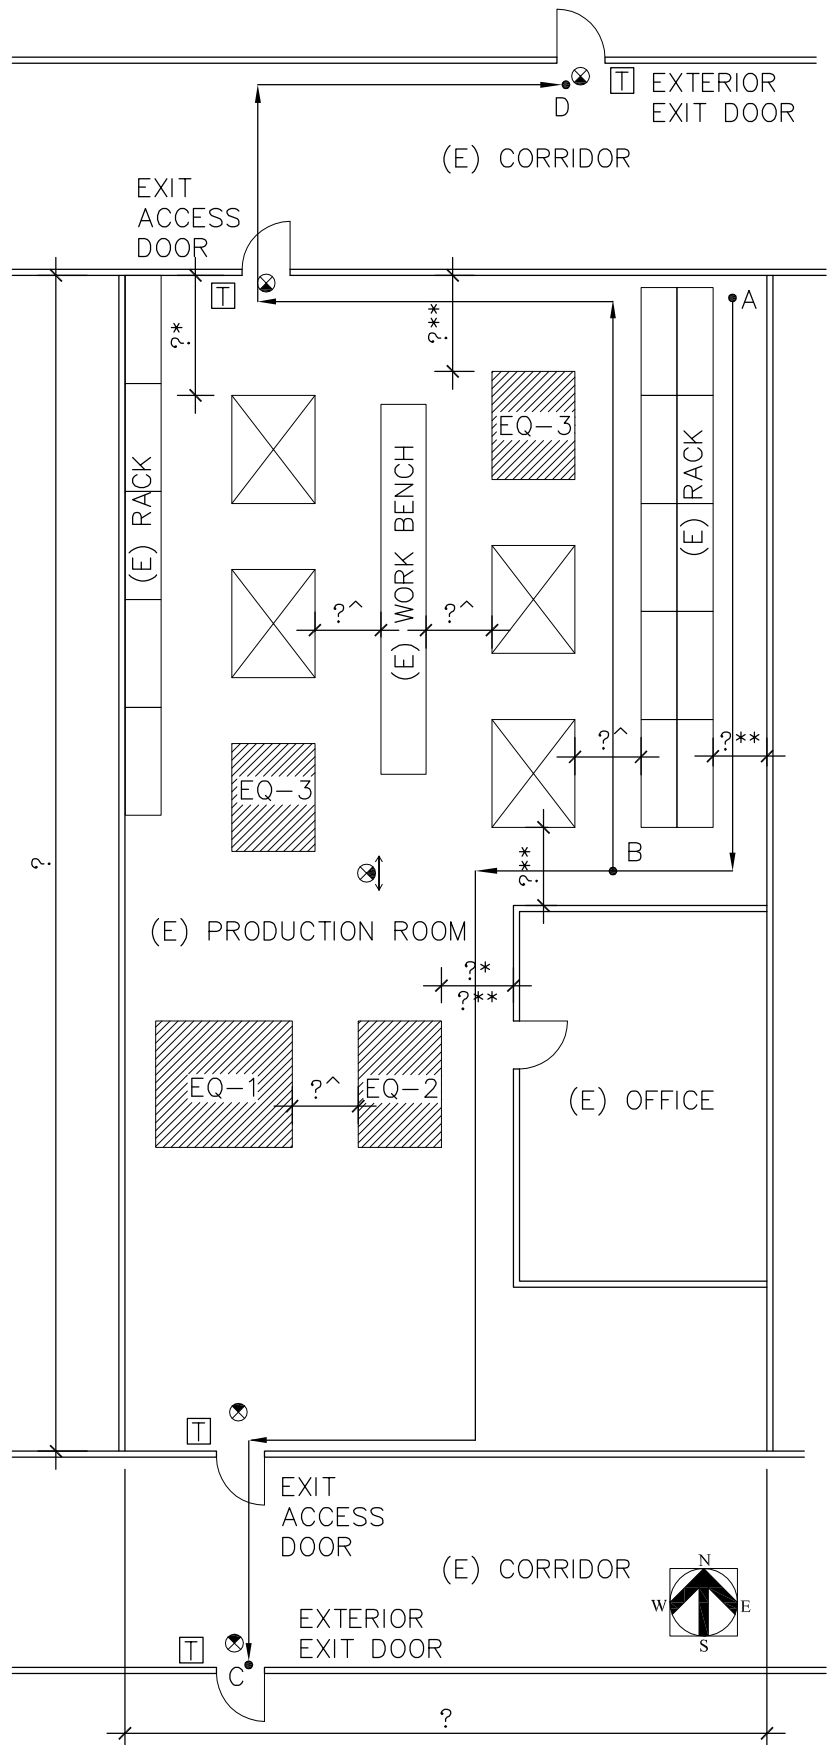 T
EXTERIOR
EXIT DOOR
D
(E) CORRIDOR
EXIT
ACCESS
DOOR
T
A
?*
?**
EQ-3
(E) RACK
(E) WORK BENCH
(E) RACK
?^
?^
?^
?**
EQ-3
B
?**
?
(E) PRODUCTION ROOM
?*
?**
EQ-1
?^
EQ-2
(E) OFFICE
T
EXIT
ACCESS
DOOR
(E) CORRIDOR
N
W
E
S
EXTERIOR
EXIT DOOR
T
C
?